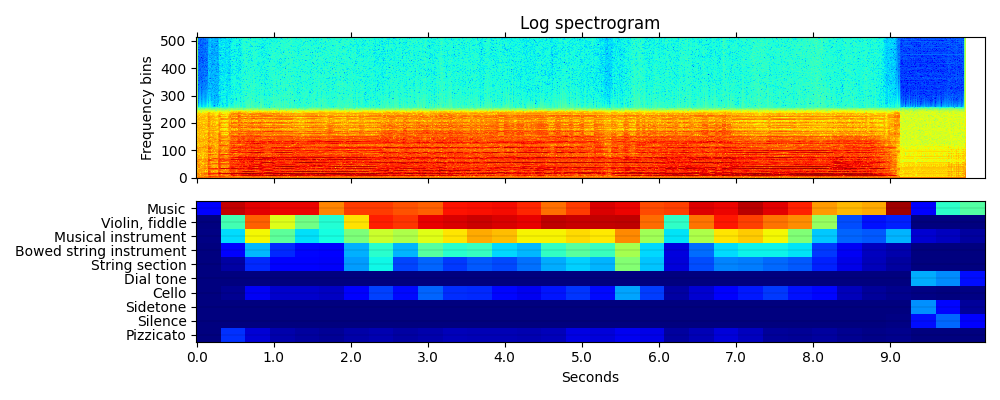 Log spectrogram
500
400
300
200
100
0
Frequency bins
Music
Violin, fiddle
Musical instrument
Bowed string instrument
String section
Dial tone
Cello
Sidetone
Silence
Pizzicato
0.0 1.0 2.0 3.0 4.0 5.0 6.0 7.0 8.0 9.0
Seconds